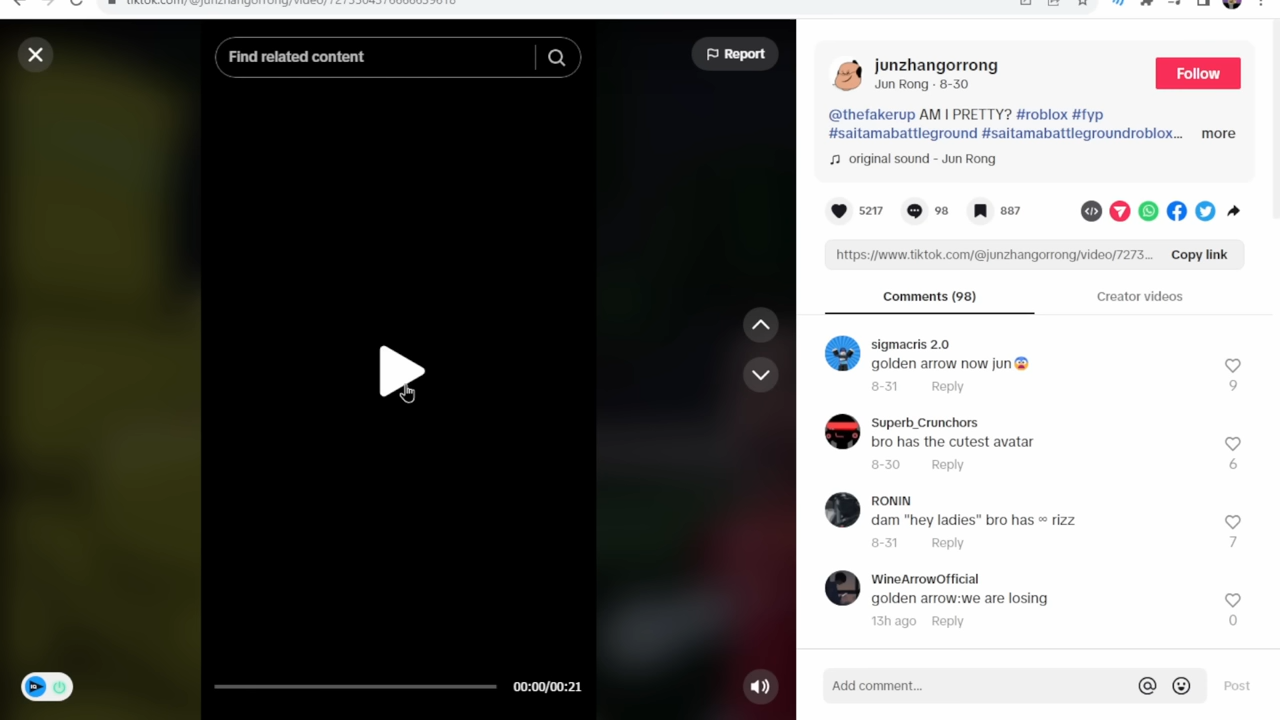 Find related content
Report
00:00/00:21
junzhangorrong
Jun Rong · 8-30
Follow
@thefakerup AM I PRETTY? #roblox #fyp
#saitamabattleground #saitamabattlegroundroblox... more
original sound - Jun Rong
5217
98
887
https://www.tiktok.com/@junzhangorrong/video/7273... Copy link
Comments (98)
Creator videos
sigmacris 2.0
golden arrow now jun😨
8-31 Reply
9
Superb_Crunchors
bro has the cutest avatar
8-30 Reply
6
RONIN
dam "hey ladies" bro has ∞ rizz
8-31 Reply
7
WineArrowOfficial
golden arrow:we are losing
13h ago Reply
0
Add comment...
Post